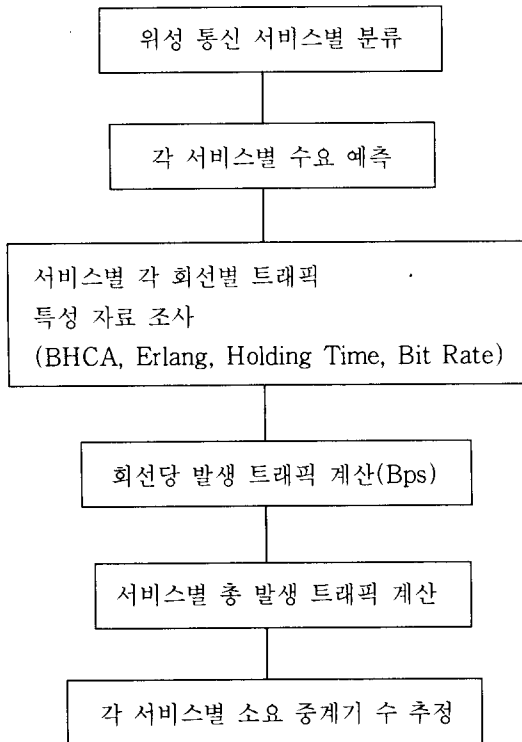 위성 통신 서비스별 분류
각 서비스별 수요 예측
서비스별 각 회선별 트래픽
특성 자료 조사
(BHCA, Erlang, Holding Time, Bit Rate)
회선당 발생 트래픽 계산(Bps)
서비스별 총 발생 트래픽 계산
각 서비스별 소요 중계기 수 추정